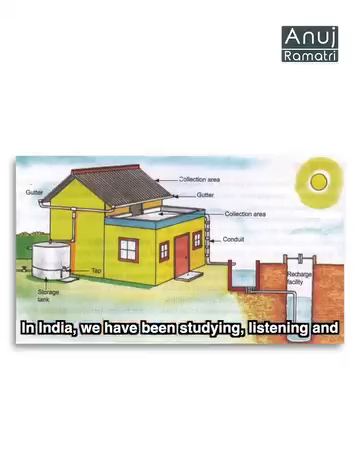 Anuj
Ramatri
Collection area
Gutter
Gutter
Collection area
Conduit
Tap
Storage
tank
Recharge
facility
In India, we have been studying, listening and